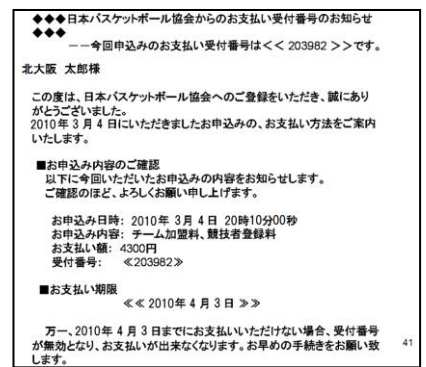 ◆◆◆日本バスケットボール協会からのお支払い受付番号のお知らせ
◆◆◆
－－今回申込みのお支払い受付番号は＜＜ 203982 ＞＞です。
北大阪 太郎様
この度は、日本バスケットボール協会へのご登録をいただき、誠にあり
がとうございました。
2010 年 3 月 4 日にいただきましたお申込みの、お支払い方法をご案内
いたします。
■お申込み内容のご確認
以下に今回いただいたお申込みの内容をお知らせします。
ご確認のほど、よろしくお願い申し上げます。
お申込み日時: 2010年 3月 4日 20時10分00秒
お申込み内容: チーム加盟料、競技者登録料
お支払い額: 4300円
受付番号: ≪203982≫
■お支払い期限
≪≪ 2010年 4 月 3 日 ≫≫
万一、2010年 4 月 3 日までにお支払いいただけない場合、受付番号
が無効となり、お支払いが出来なくなります。お早めの手続きをお願い致
します。
41